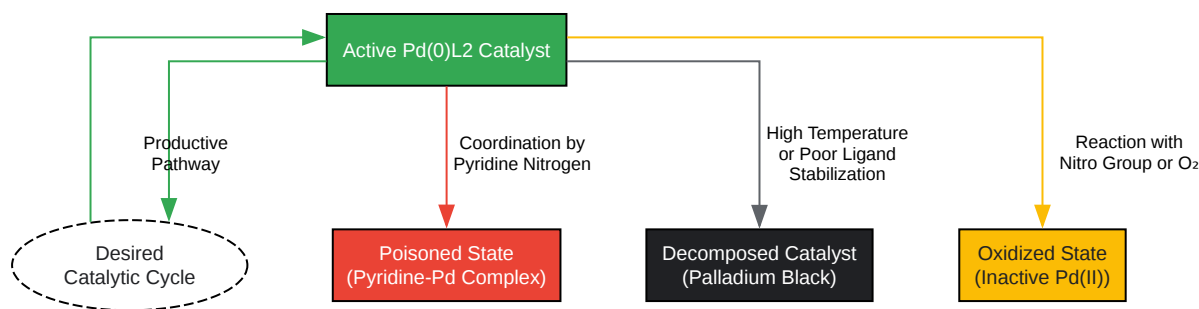 Active Pd(0)L2 Catalyst
Productive
Pathway
Coordination by
Pyridine Nitrogen
High Temperature
or Poor Ligand
Stabilization
Reaction with
Nitro Group or O₂
Desired
Catalytic Cycle
Poisoned State
(Pyridine-Pd Complex)
Decomposed Catalyst
(Palladium Black)
Oxidized State
(Inactive Pd(II))